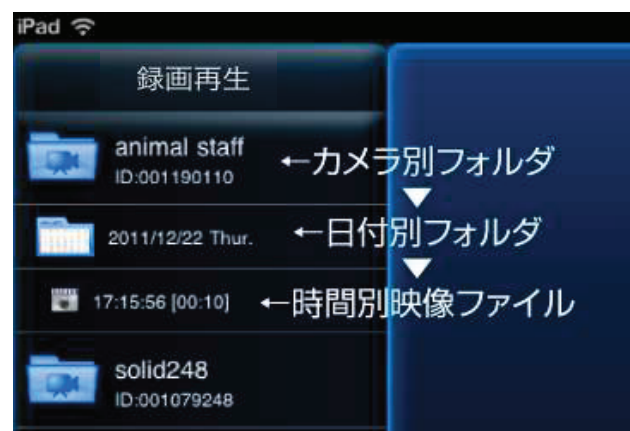 iPad
録画再生
animal staff
ID:001190110
←カメラ別フォルダ
▼
2011/12/22 Thur.
←日付別フォルダ
▼
17:15:56 [00:10]
←時間別映像ファイル
solid248
ID:001079248